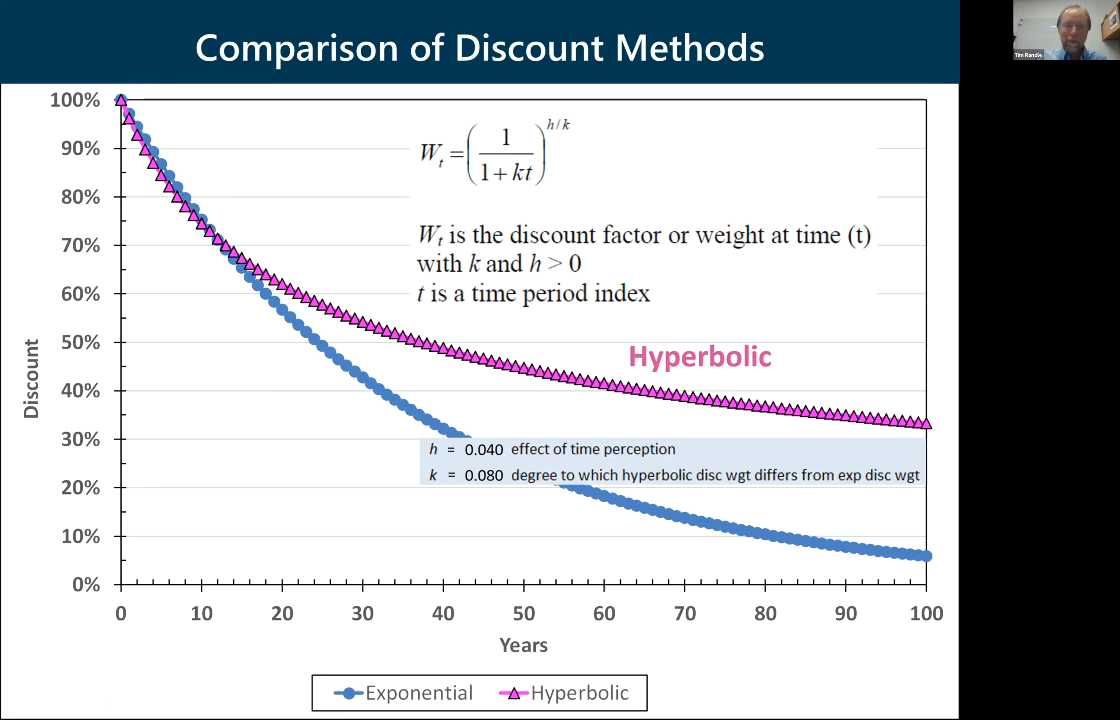 Comparison of Discount Methods
Tim Randle
100%
90%
80%
70%
60%
50%
40%
30%
20%
10%
0%
Discount
W_t = (1 / (1 + kt))^{h/k}
W_t is the discount factor or weight at time (t)
with k and h > 0
t is a time period index
Hyperbolic
h = 0.040 effect of time perception
k = 0.080 degree to which hyperbolic disc wgt differs from exp disc wgt
0 10 20 30 40 50 60 70 80 90 100
Years
Exponential Hyperbolic